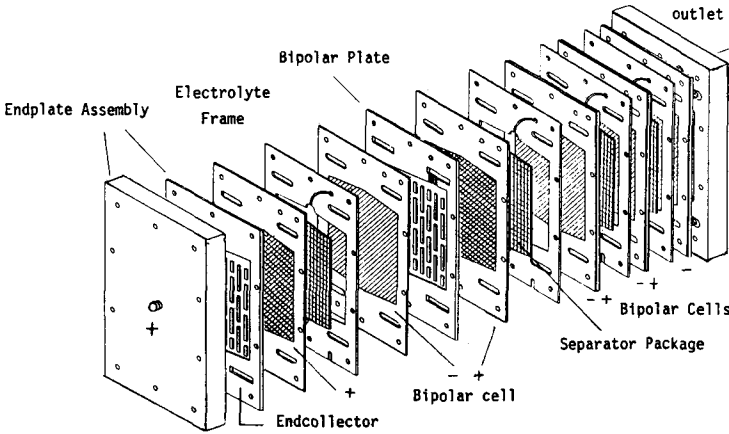 outlet
Bipolar Plate
Electrolyte
Frame
Endplate Assembly
+
+
Endcollector
- +
Bipolar cell
- +
- +
-
Bipolar Cells
Separator Package